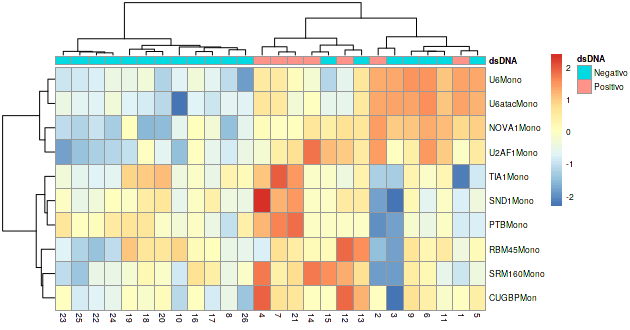 dsDNA
U6Mono
U6atacMono
NOVA1Mono
U2AF1Mono
TIA1Mono
SND1Mono
PTBMono
RBM45Mono
SRM160Mono
CUGBPMon
23 25 22 24 19 18 20 10 16 17 8 26 4 7 21 14 15 12 13 2 3 9 6 11 1 5
2
1
0
-1
-2
dsDNA
Negativo
Positivo